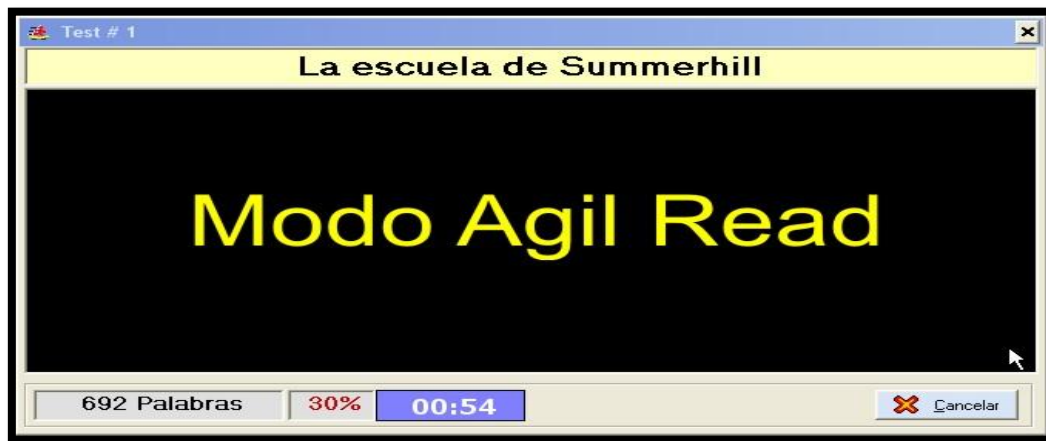 Test # 1
La escuela de Summerhill
Modo Agil Read
692 Palabras 30% 00:54 Cancelar